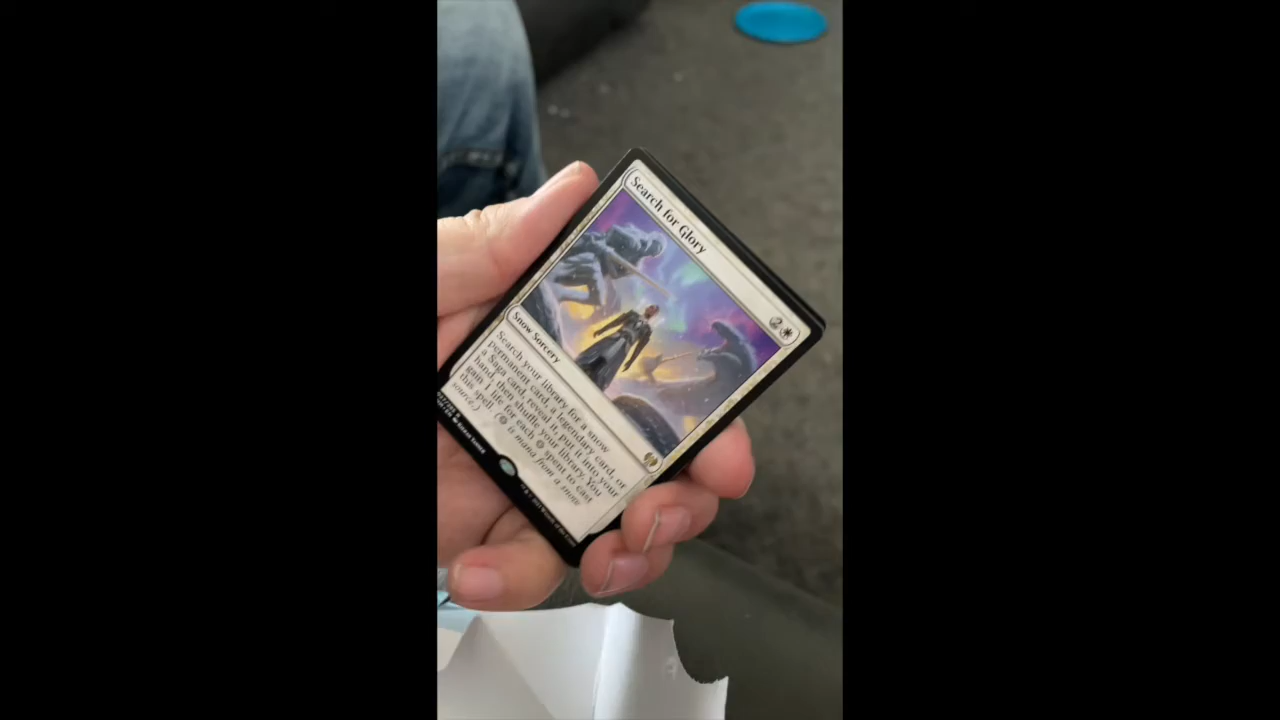 Search for Glory
2
Snow Sorcery
Search your library for a snow
permanent card, a legendary card, or
a Saga card, reveal it, put it into your
hand, then shuffle your library. You
gain 1 life for each spent to cast
this spell. ( is mana from a snow
source.)